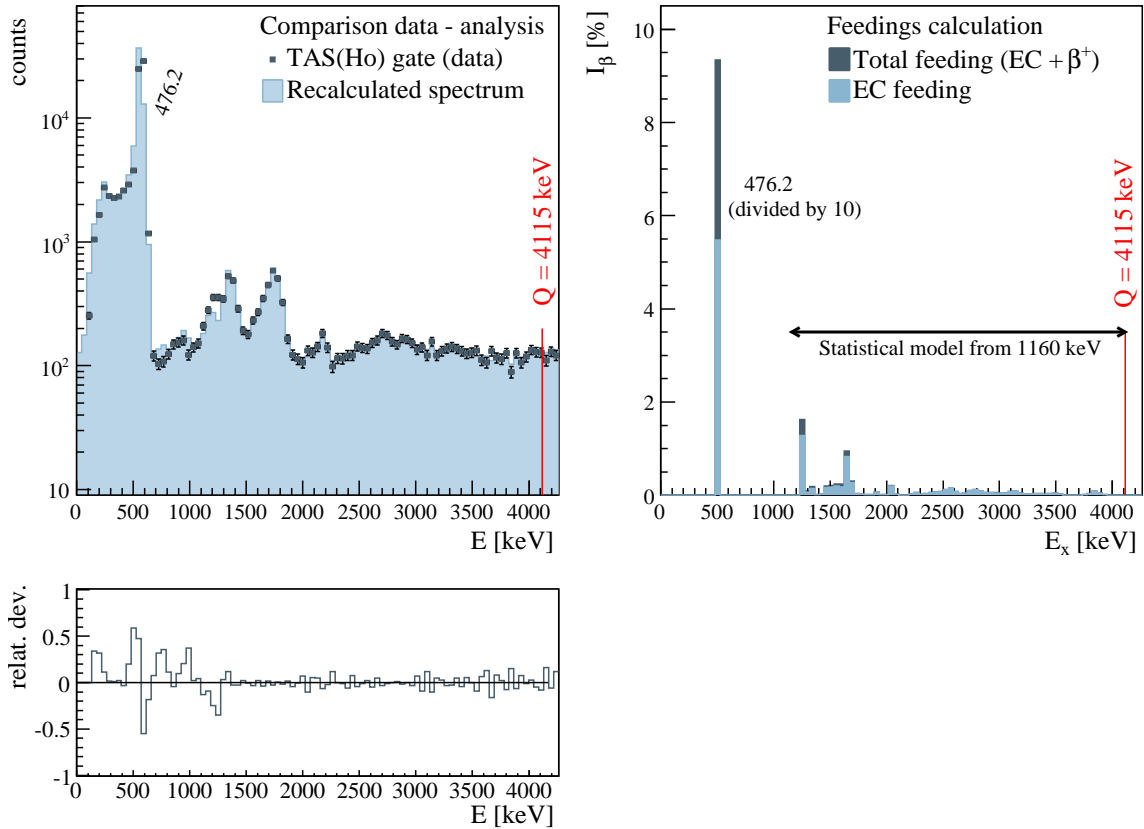 Comparison data - analysis
TAS(Ho) gate (data)
Recalculated spectrum
476.2
Q = 4115 keV
counts
10⁴
10³
10²
10
0 500 1000 1500 2000 2500 3000 3500 4000
E [keV]
Feedings calculation
Total feeding (EC + β⁺)
EC feeding
476.2
(divided by 10)
Statistical model from 1160 keV
Q = 4115 keV
I_β [%]
10
8
6
4
2
0
0 500 1000 1500 2000 2500 3000 3500 4000
E_x [keV]
relat. dev.
1
0.5
0
-0.5
-1
0 500 1000 1500 2000 2500 3000 3500 4000
E [keV]